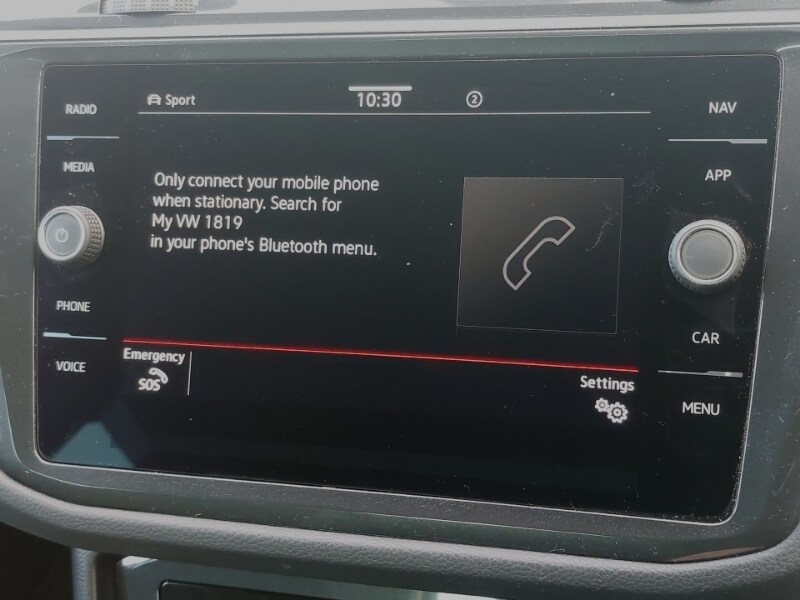 RADIO
Sport
10:30
2
NAV
MEDIA
APP
Only connect your mobile phone
when stationary. Search for
My VW 1819
in your phone's Bluetooth menu.
PHONE
CAR
VOICE
Emergency
SOS
Settings
MENU